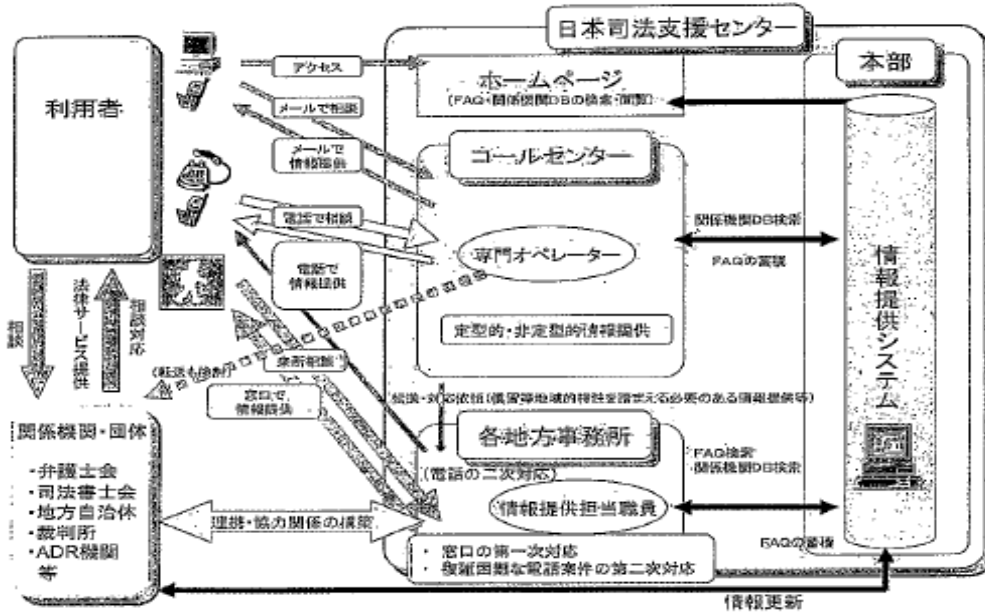 日本司法支援センター
本部
利用者
アクセス
ホームページ
(FAQ・関係機関DBの検索・閲覧)
メールで相談
メールで
情報提供
コールセンター
電話で相談
専門オペレーター
関係機関DB検索
FAQの蓄積
電話で
情報提供
定型的・非定型的情報提供
情報提供システム
相談
法律サービス提供
相談対応
来所相談
(転送も検討)
窓口で
情報提供
転送・対応依頼(慣習等地域的特性を踏まえる必要のある情報提供等)
関係機関・団体
・弁護士会
・司法書士会
・地方自治体
・裁判所
・ADR機関
等
各地方事務所
(電話の二次対応)
FAQ検索
関係機関DB検索
情報提供担当職員
連携・協力関係の構築
FAQの蓄積
・ 窓口の第一次対応
・ 複雑困難な電話案件の第二次対応
情報更新